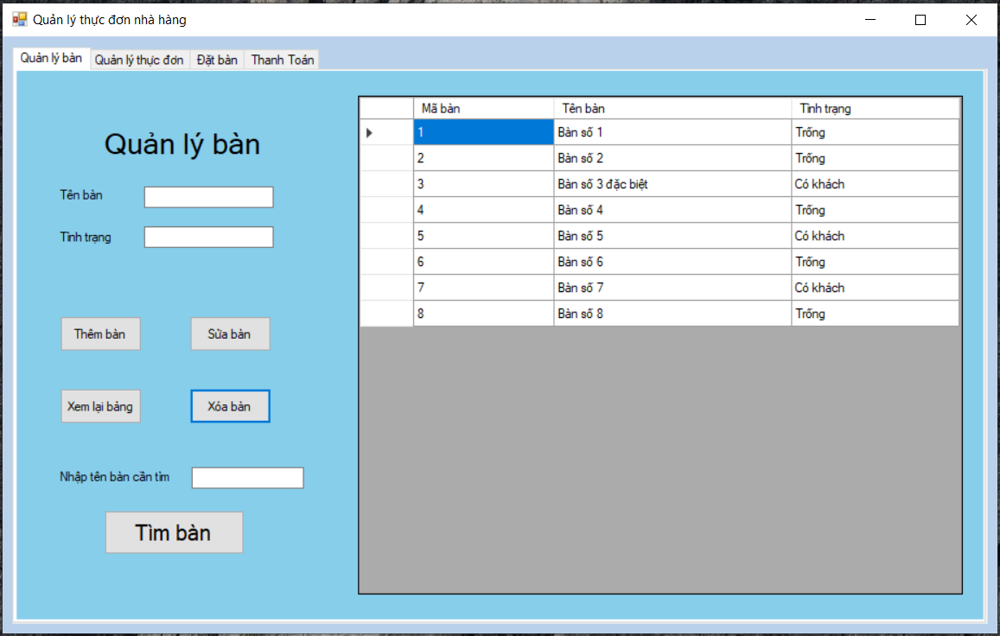 Quản lý thực đơn nhà hàng
Quản lý bàn Quản lý thực đơn Đặt bàn Thanh Toán
Quản lý bàn
Tên bàn
Tình trạng
Thêm bàn Sửa bàn
Xem lại bảng Xóa bàn
Nhập tên bàn cần tìm
Tìm bàn
Mã bàn Tên bàn Tình trạng
1 Bàn số 1 Trống
2 Bàn số 2 Trống
3 Bàn số 3 đặc biệt Có khách
4 Bàn số 4 Trống
5 Bàn số 5 Có khách
6 Bàn số 6 Trống
7 Bàn số 7 Có khách
8 Bàn số 8 Trống